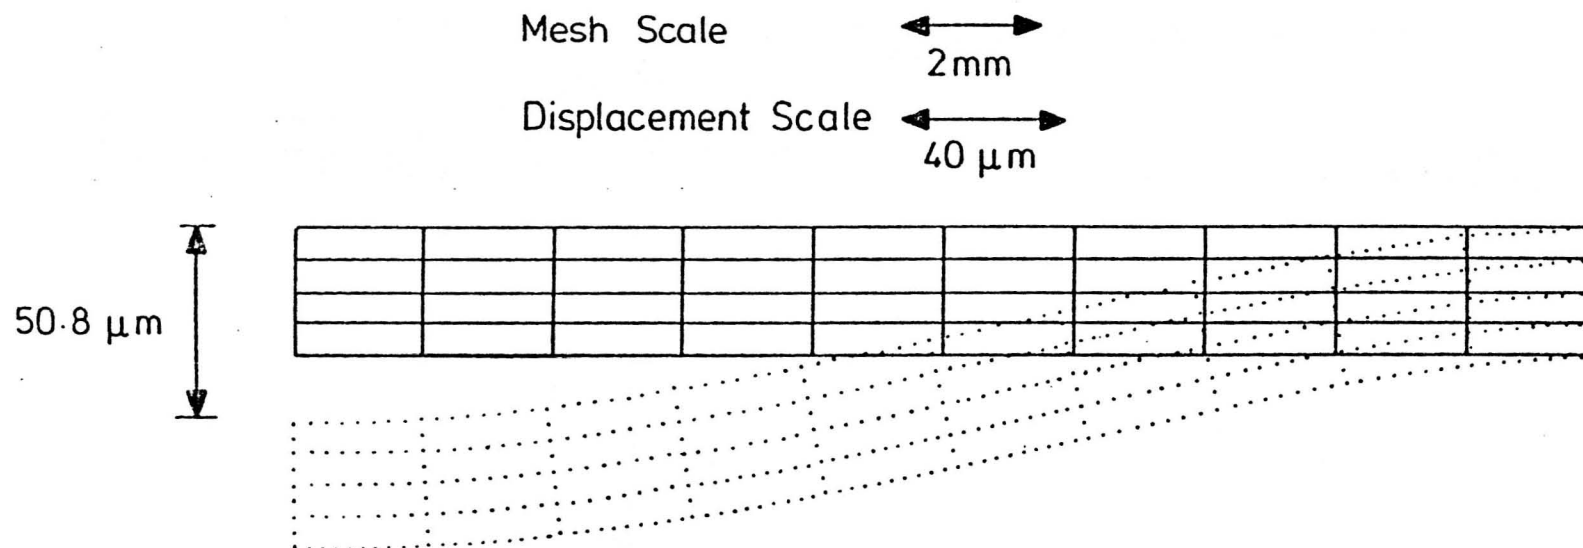 Mesh Scale
2mm
Displacement Scale
40 μm
50·8 μm